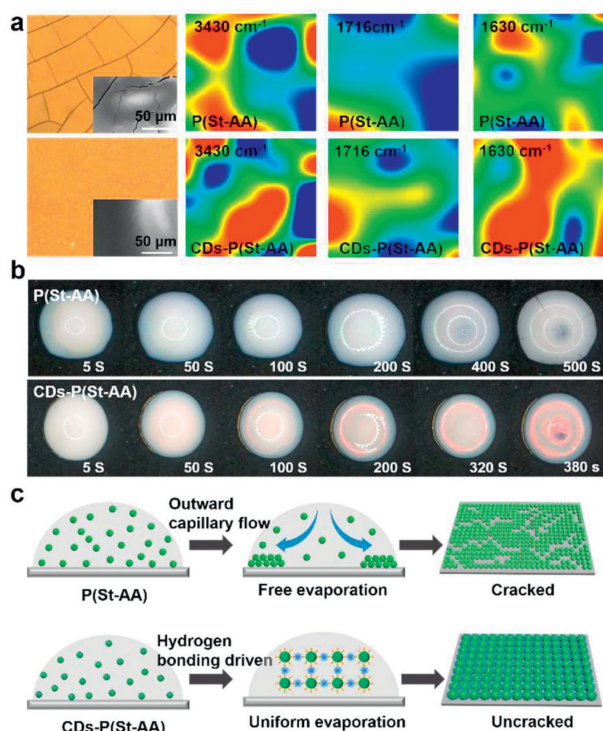 a
3430 cm⁻¹
1716cm⁻¹
1630 cm⁻¹
50 µm
P(St-AA)
P(St-AA)
P(St-AA)
3430 cm⁻¹
1716 cm⁻¹
1630 cm⁻¹
50 µm
CDs-P(St-AA)
CDs-P(St-AA)
CDs-P(St-AA)
b
P(St-AA)
5 S
50 S
100 S
200 S
400 S
500 S
CDs-P(St-AA)
5 S
50 S
100 S
200 S
320 S
380 s
c
Outward
capillary flow
P(St-AA)
Free evaporation
Cracked
Hydrogen
bonding driven
CDs-P(St-AA)
Uniform evaporation
Uncracked